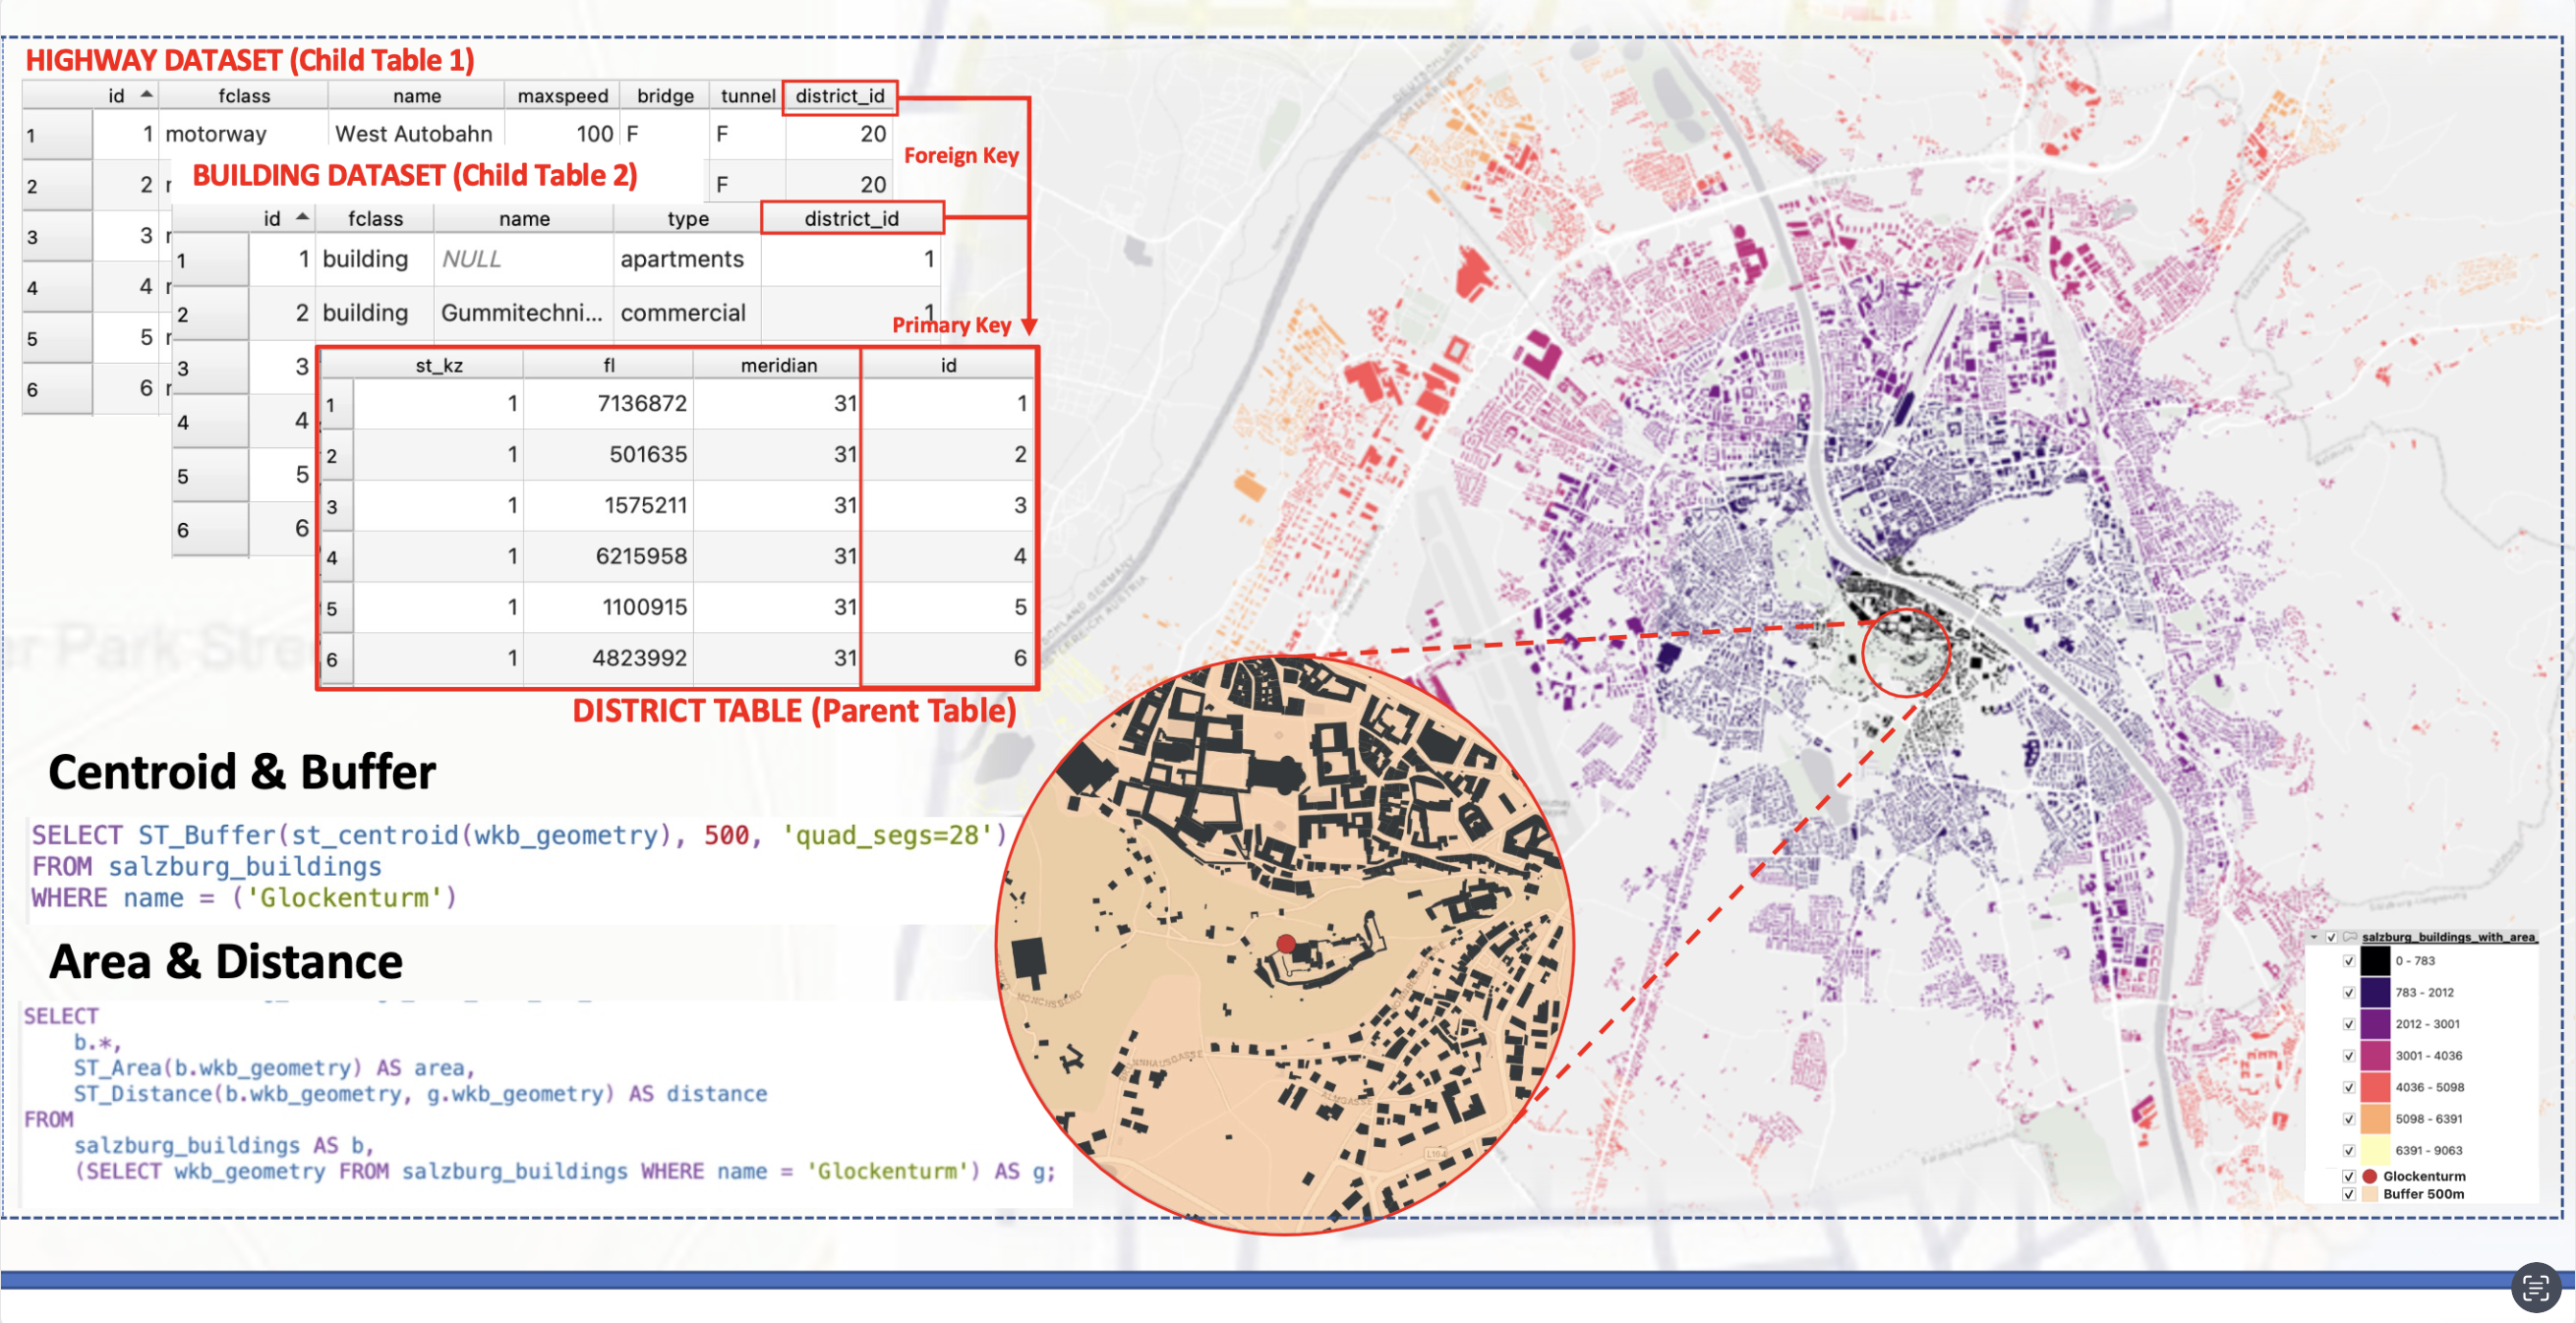 HIGHWAY DATASET (Child Table 1)
id fclass name maxspeed bridge tunnel district_id
1 1 motorway West Autobahn 100 F F 20
2 2 F 20
3 3
4 4
5 5
6 6
Foreign Key
BUILDING DATASET (Child Table 2)
id fclass name type district_id
1 1 building NULL apartments 1
2 2 building Gummitechni... commercial 1
3 3
4 4
5 5
6 6
Primary Key
st_kz fl meridian id
1 1 7136872 31 1
2 1 501635 31 2
3 1 1575211 31 3
4 1 6215958 31 4
5 1 1100915 31 5
6 1 4823992 31 6
DISTRICT TABLE (Parent Table)
er Park Stre
Centroid & Buffer
SELECT ST_Buffer(st_centroid(wkb_geometry), 500, 'quad_segs=28')
FROM salzburg_buildings
WHERE name = ('Glockenturm')
Area & Distance
SELECT
b.*,
ST_Area(b.wkb_geometry) AS area,
ST_Distance(b.wkb_geometry, g.wkb_geometry) AS distance
FROM
salzburg_buildings AS b,
(SELECT wkb_geometry FROM salzburg_buildings WHERE name = 'Glockenturm') AS g;
MÖNCHSBERG
ALMGASSE
L104
salzburg_buildings_with_area_
0 - 783
783 - 2012
2012 - 3001
3001 - 4036
4036 - 5098
5098 - 6391
6391 - 9063
Glockenturm
Buffer 500m